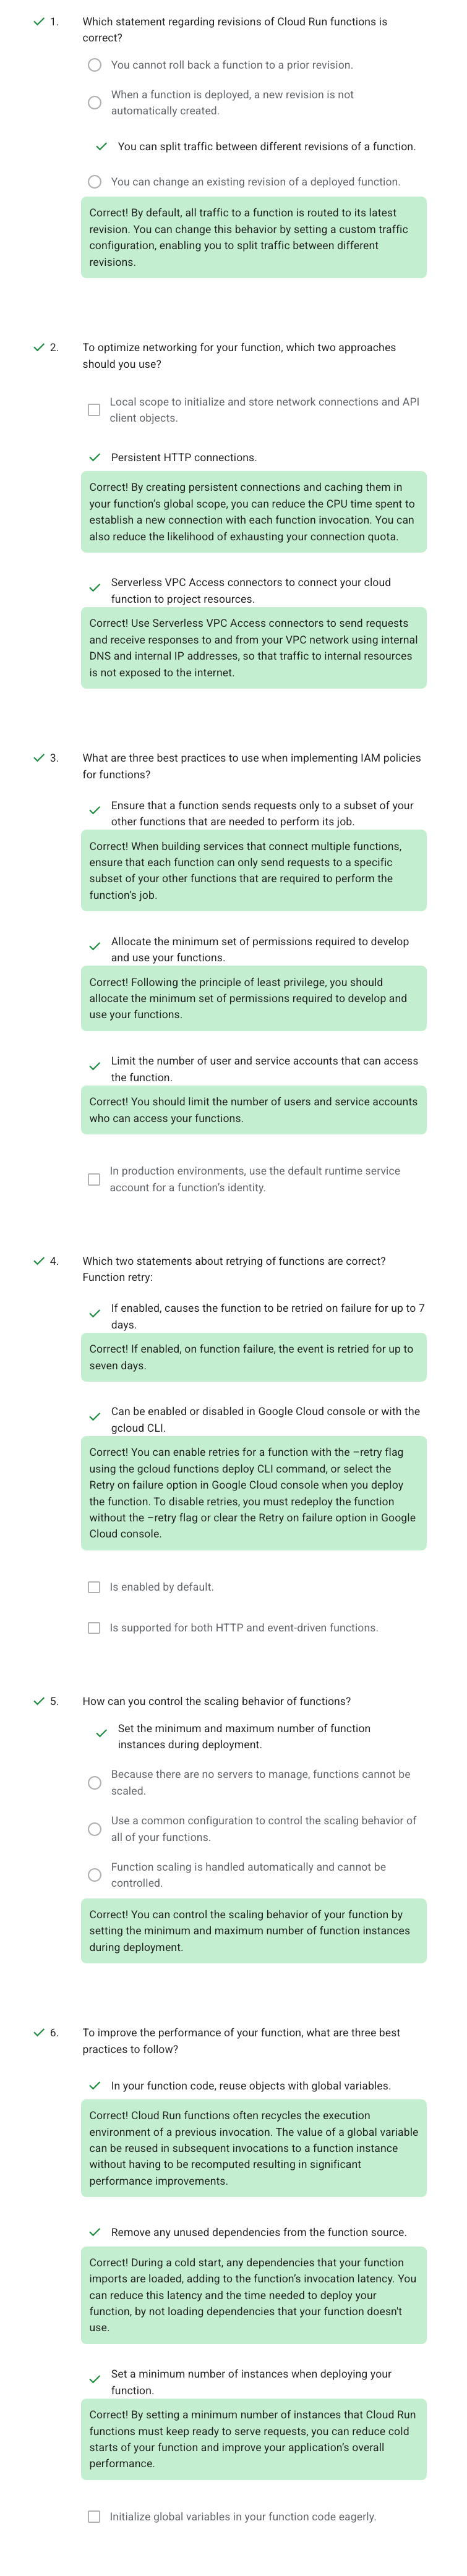 1. Which statement regarding revisions of Cloud Run functions is
correct?
You cannot roll back a function to a prior revision.
When a function is deployed, a new revision is not
automatically created.
You can split traffic between different revisions of a function.
You can change an existing revision of a deployed function.
Correct! By default, all traffic to a function is routed to its latest
revision. You can change this behavior by setting a custom traffic
configuration, enabling you to split traffic between different
revisions.
2. To optimize networking for your function, which two approaches
should you use?
Local scope to initialize and store network connections and API
client objects.
Persistent HTTP connections.
Correct! By creating persistent connections and caching them in
your function's global scope, you can reduce the CPU time spent to
establish a new connection with each function invocation. You can
also reduce the likelihood of exhausting your connection quota.
Serverless VPC Access connectors to connect your cloud
function to project resources.
Correct! Use Serverless VPC Access connectors to send requests
and receive responses to and from your VPC network using internal
DNS and internal IP addresses, so that traffic to internal resources
is not exposed to the internet.
3. What are three best practices to use when implementing IAM policies
for functions?
Ensure that a function sends requests only to a subset of your
other functions that are needed to perform its job.
Correct! When building services that connect multiple functions,
ensure that each function can only send requests to a specific
subset of your other functions that are required to perform the
function's job.
Allocate the minimum set of permissions required to develop
and use your functions.
Correct! Following the principle of least privilege, you should
allocate the minimum set of permissions required to develop and
use your functions.
Limit the number of user and service accounts that can access
the function.
Correct! You should limit the number of users and service accounts
who can access your functions.
In production environments, use the default runtime service
account for a function's identity.
4. Which two statements about retrying of functions are correct?
Function retry:
If enabled, causes the function to be retried on failure for up to 7
days.
Correct! If enabled, on function failure, the event is retried for up to
seven days.
Can be enabled or disabled in Google Cloud console or with the
gcloud CLI.
Correct! You can enable retries for a function with the –retry flag
using the gcloud functions deploy CLI command, or select the
Retry on failure option in Google Cloud console when you deploy
the function. To disable retries, you must redeploy the function
without the –retry flag or clear the Retry on failure option in Google
Cloud console.
Is enabled by default.
Is supported for both HTTP and event-driven functions.
5. How can you control the scaling behavior of functions?
Set the minimum and maximum number of function
instances during deployment.
Because there are no servers to manage, functions cannot be
scaled.
Use a common configuration to control the scaling behavior of
all of your functions.
Function scaling is handled automatically and cannot be
controlled.
Correct! You can control the scaling behavior of your function by
setting the minimum and maximum number of function instances
during deployment.
6. To improve the performance of your function, what are three best
practices to follow?
In your function code, reuse objects with global variables.
Correct! Cloud Run functions often recycles the execution
environment of a previous invocation. The value of a global variable
can be reused in subsequent invocations to a function instance
without having to be recomputed resulting in significant
performance improvements.
Remove any unused dependencies from the function source.
Correct! During a cold start, any dependencies that your function
imports are loaded, adding to the function's invocation latency. You
can reduce this latency and the time needed to deploy your
function, by not loading dependencies that your function doesn't
use.
Set a minimum number of instances when deploying your
function.
Correct! By setting a minimum number of instances that Cloud Run
functions must keep ready to serve requests, you can reduce cold
starts of your function and improve your application's overall
performance.
Initialize global variables in your function code eagerly.